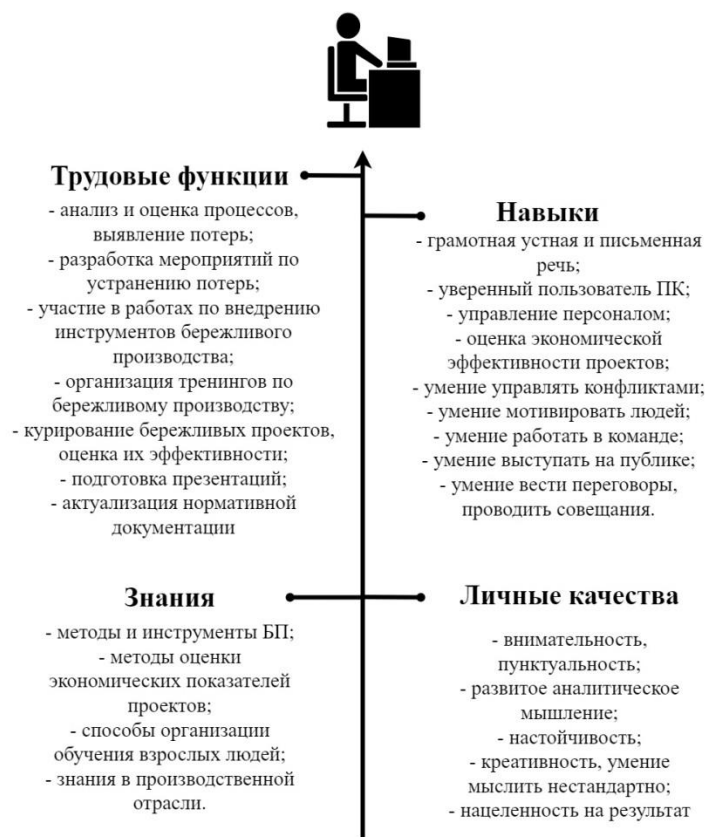 Трудовые функции
- анализ и оценка процессов,
выявление потерь;
- разработка мероприятий по
устранению потерь;
- участие в работах по внедрению
инструментов бережливого
производства;
- организация тренингов по
бережливому производству;
- курирование бережливых проектов,
оценка их эффективности;
- подготовка презентаций;
- актуализация нормативной
документации
Навыки
- грамотная устная и письменная
речь;
- уверенный пользователь ПК;
- управление персоналом;
- оценка экономической
эффективности проектов;
- умение управлять конфликтами;
- умение мотивировать людей;
- умение работать в команде;
- умение выступать на публике;
- умение вести переговоры,
проводить совещания.
Знания
- методы и инструменты БП;
- методы оценки
экономических показателей
проектов;
- способы организации
обучения взрослых людей;
- знания в производственной
отрасли.
Личные качества
- внимательность,
пунктуальность;
- развитое аналитическое
мышление;
- настойчивость;
- креативность, умение
мыслить нестандартно;
- нацеленность на результат